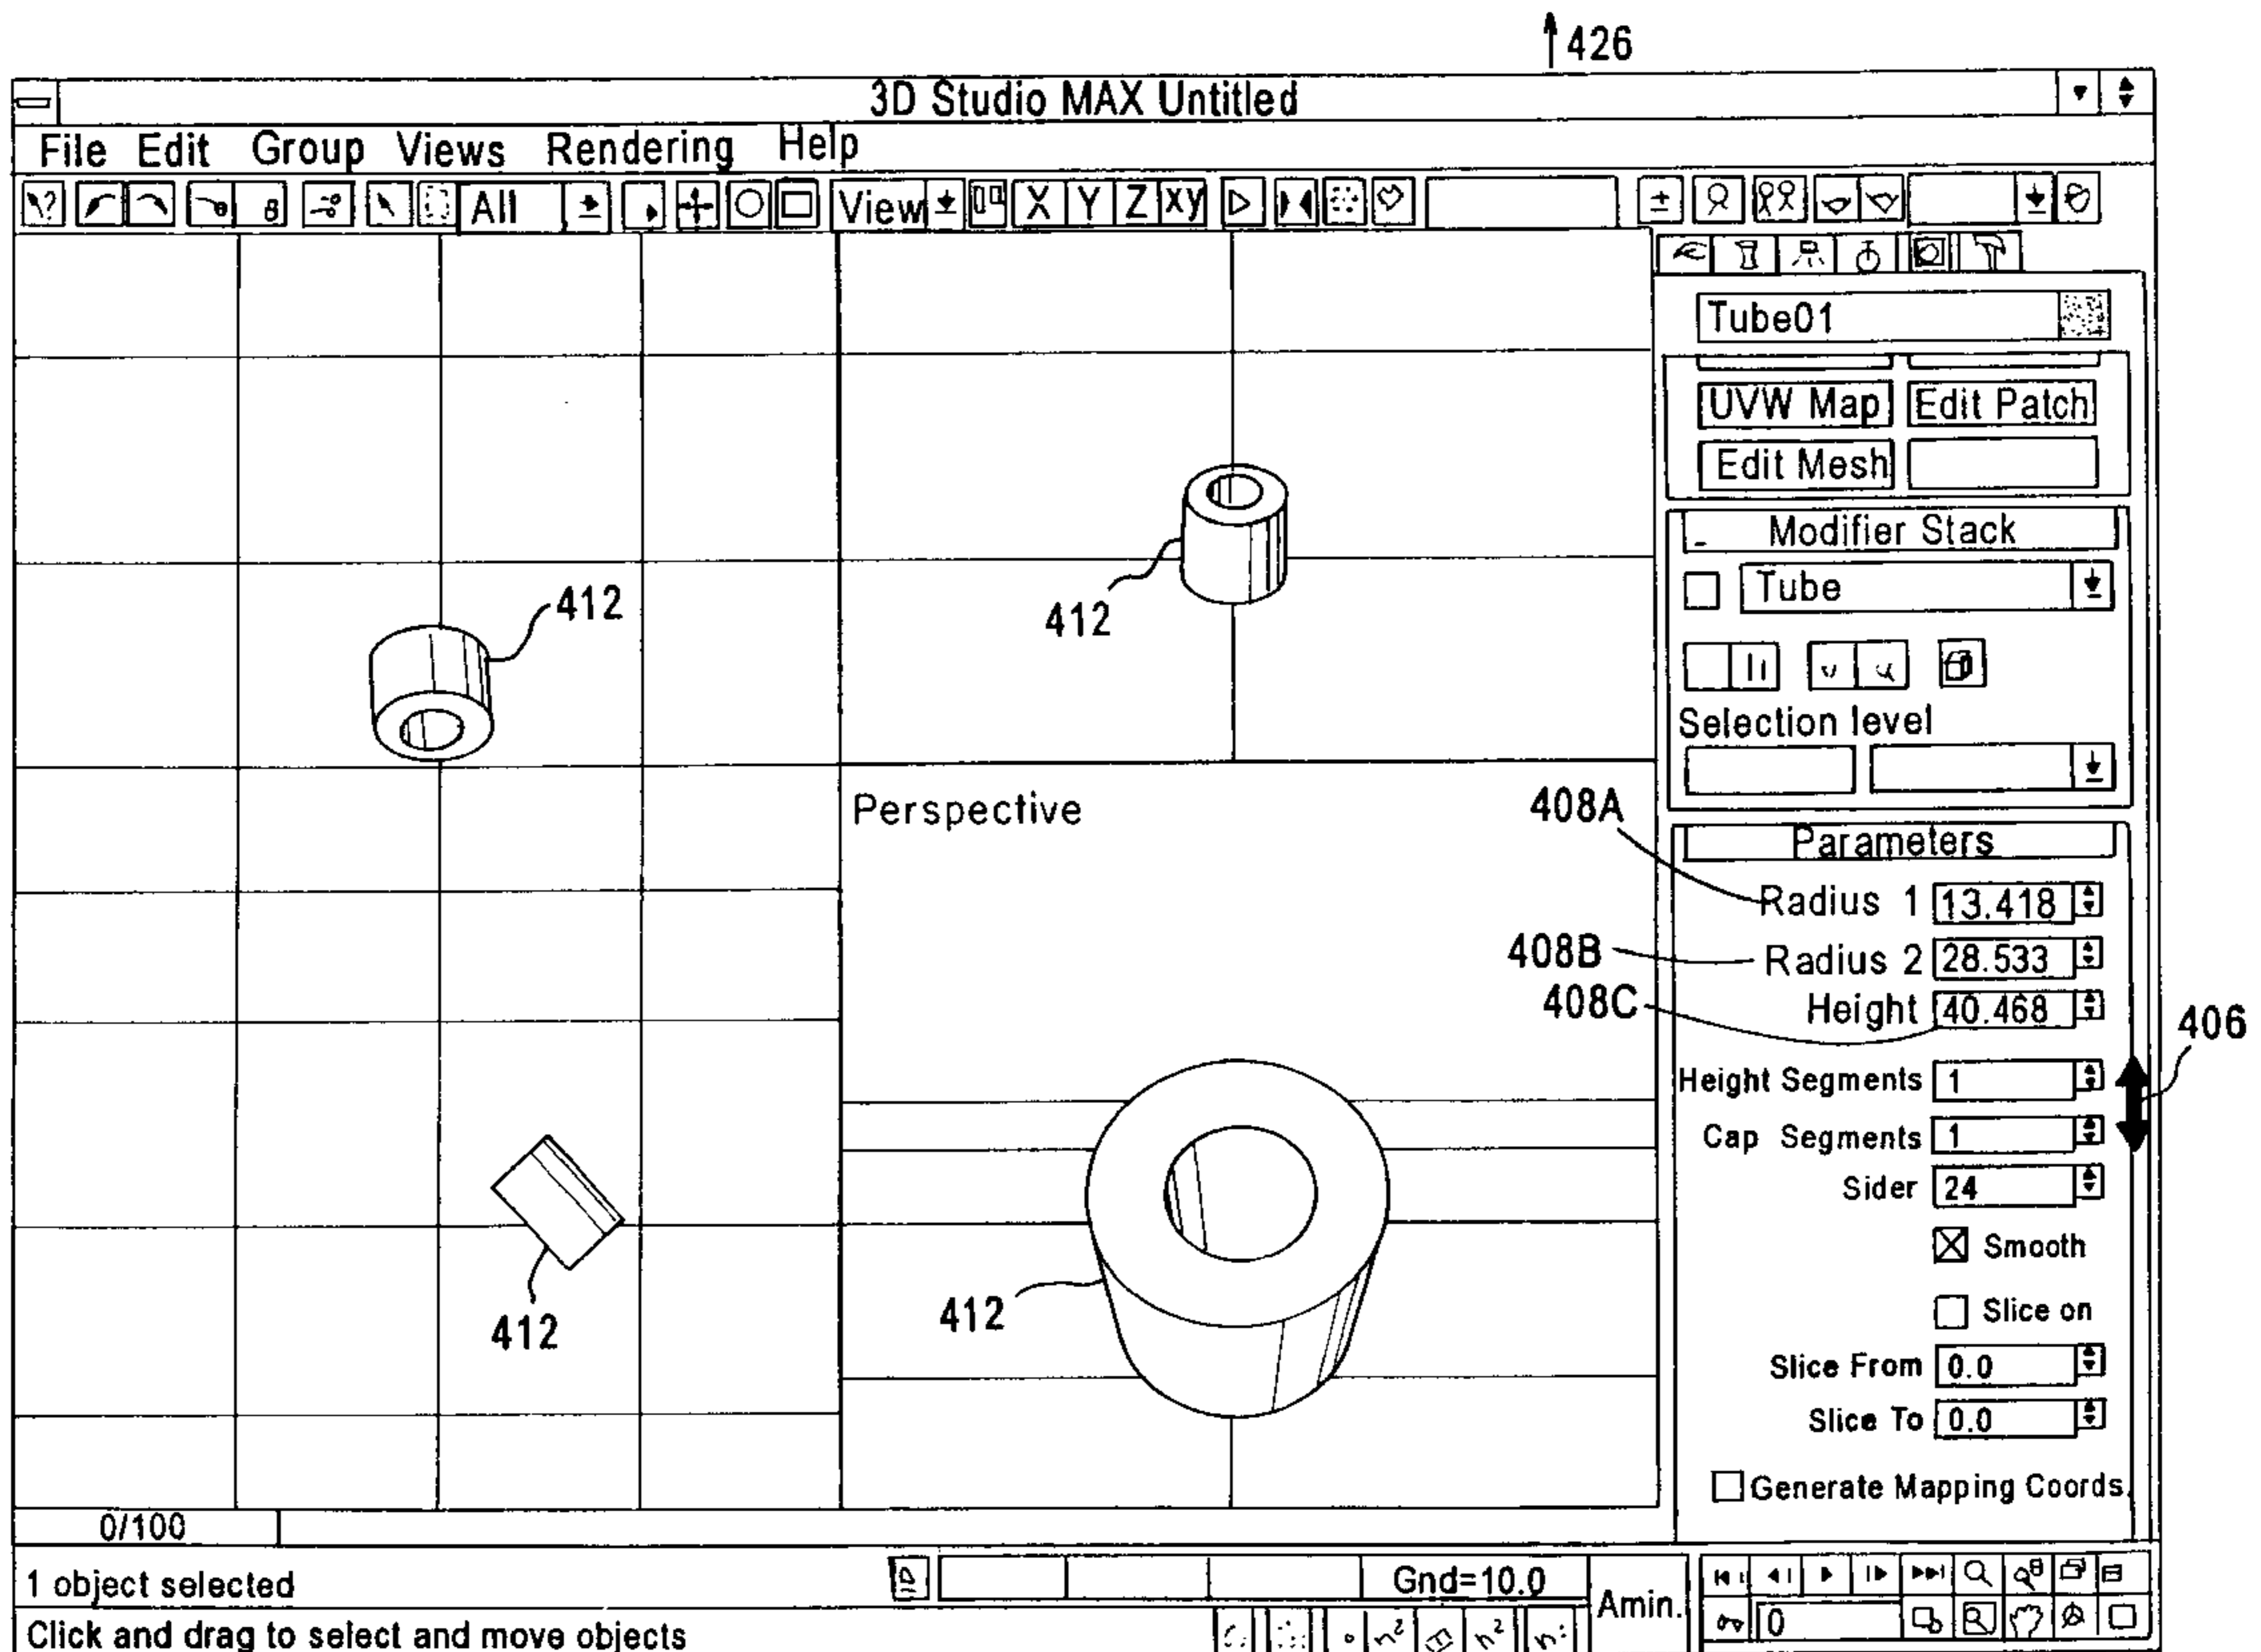 426
3D Studio MAX Untitled
File Edit Group Views Rendering Help
All View X Y Z xy
Tube01
UVW Map Edit Patch
Edit Mesh
Modifier Stack
Tube
412
412
Selection level
Perspective
408A
Parameters
Radius 1 13.418
408B Radius 2 28.533
408C Height 40.468
406
Height Segments 1
Cap Segments 1
Sider 24
Smooth
412
412
Slice on
Slice From 0.0
Slice To 0.0
Generate Mapping Coords.
0/100
1 object selected
Gnd=10.0
Amin.
0
Click and drag to select and move objects